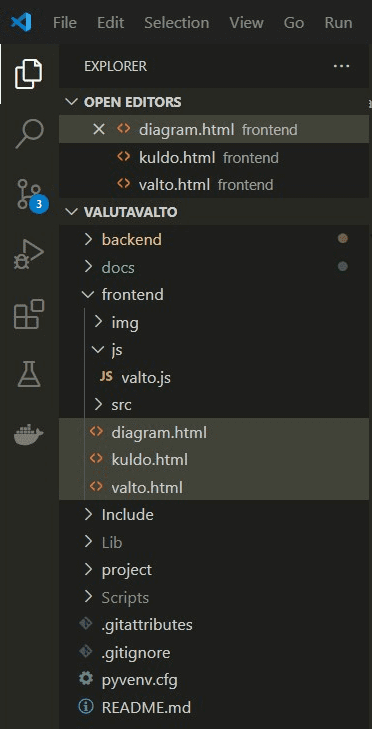 File Edit Selection View Go Run
EXPLORER ...
OPEN EDITORS
diagram.html frontend
kuldo.html frontend
valto.html frontend
VALUTAVALTO
backend
docs
frontend
img
js
JS valto.js
src
diagram.html
kuldo.html
valto.html
Include
Lib
project
Scripts
.gitattributes
.gitignore
pyvenv.cfg
README.md
3